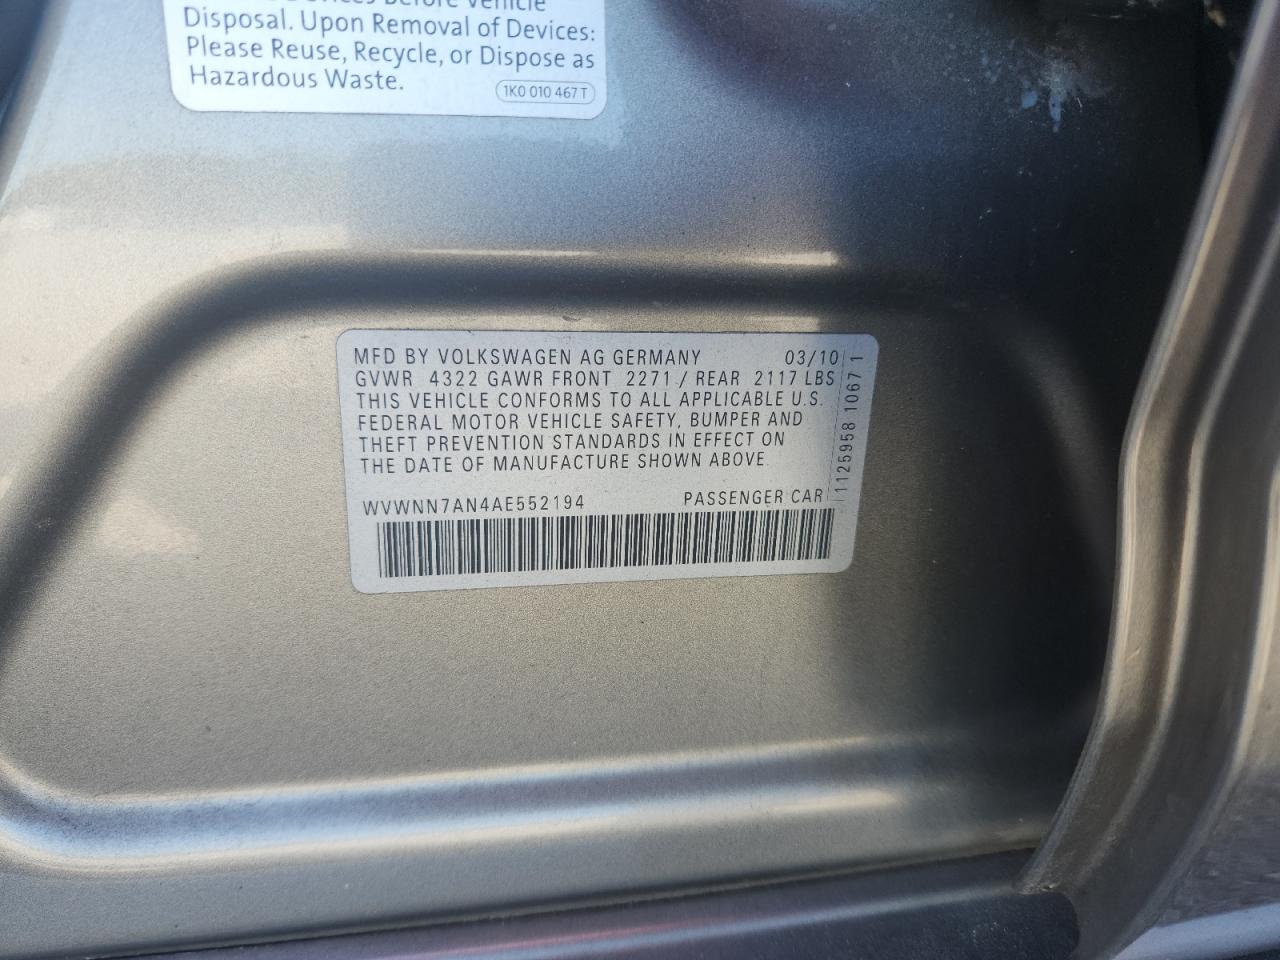 Devices Before Vehicle
Disposal. Upon Removal of Devices:
Please Reuse, Recycle, or Dispose as
Hazardous Waste.
1K0 010 467 T
MFD BY VOLKSWAGEN AG GERMANY 03/10
GVWR 4322 GAWR FRONT 2271 / REAR 2117 LBS
THIS VEHICLE CONFORMS TO ALL APPLICABLE U.S.
FEDERAL MOTOR VEHICLE SAFETY, BUMPER AND
THEFT PREVENTION STANDARDS IN EFFECT ON
THE DATE OF MANUFACTURE SHOWN ABOVE.
WVWNN7AN4AE552194 PASSENGER CAR
1125958 1067 1